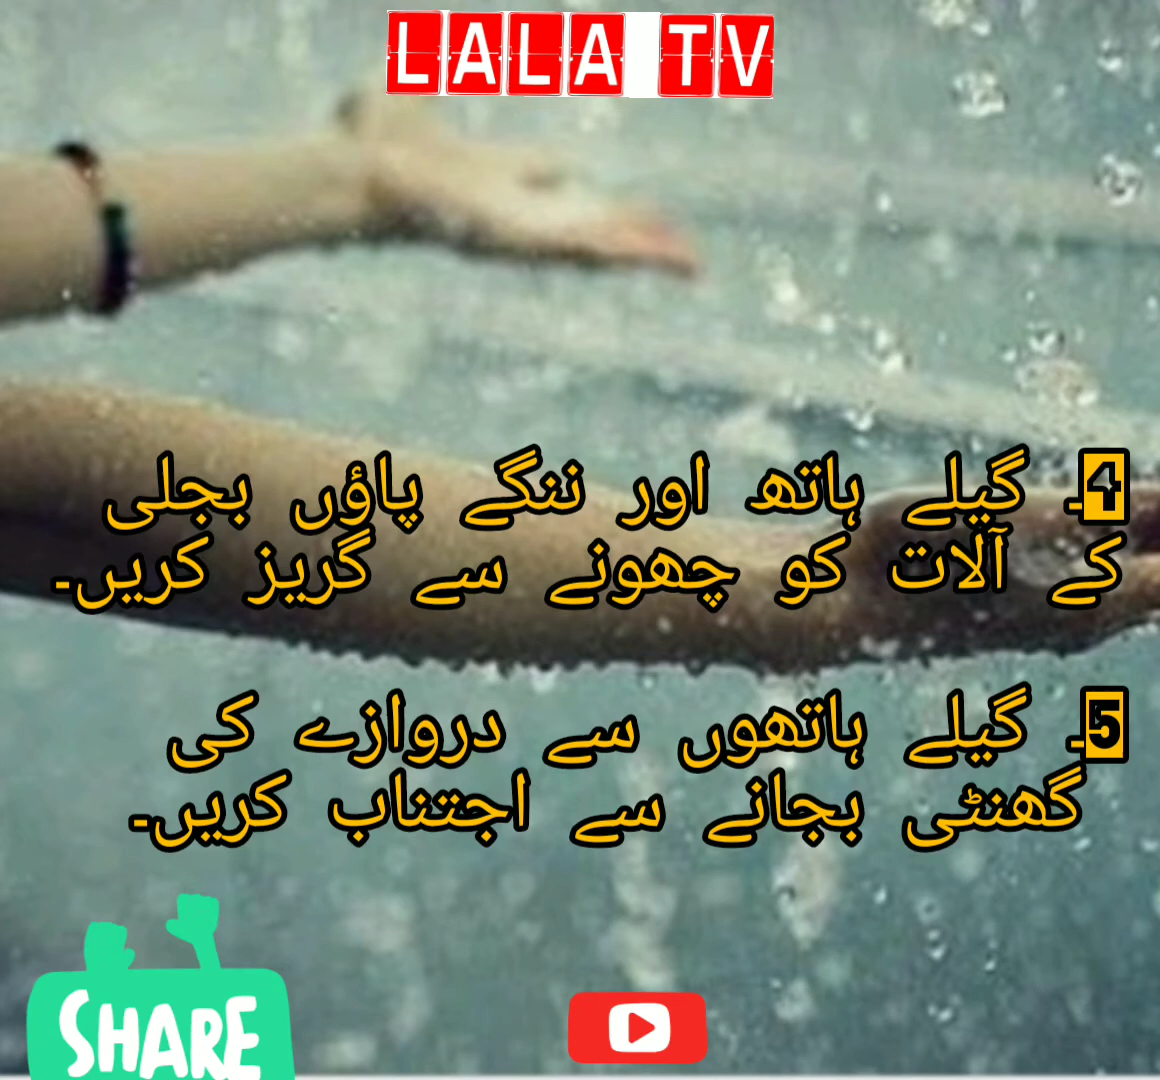 LALA TV
4۔ گیلے ہاتھ اور ننگے پاؤں بجلی
کے آلات کو چھونے سے گریز کریں۔
5۔ گیلے ہاتھوں سے دروازے کی
گھنٹی بجانے سے اجتناب کریں۔
SHARE